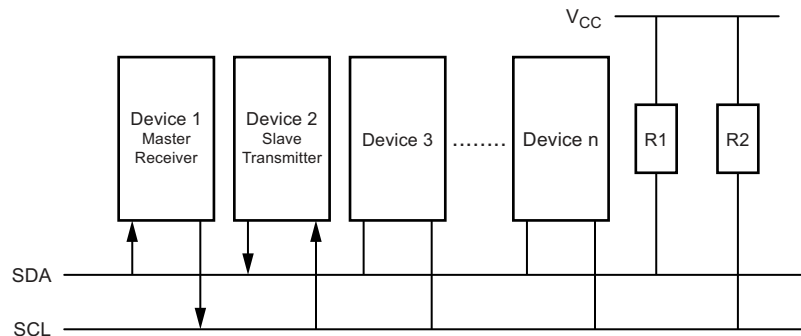 VCC
Device 1
Master
Receiver
Device 2
Slave
Transmitter
Device 3
........
Device n
R1
R2
SDA
SCL